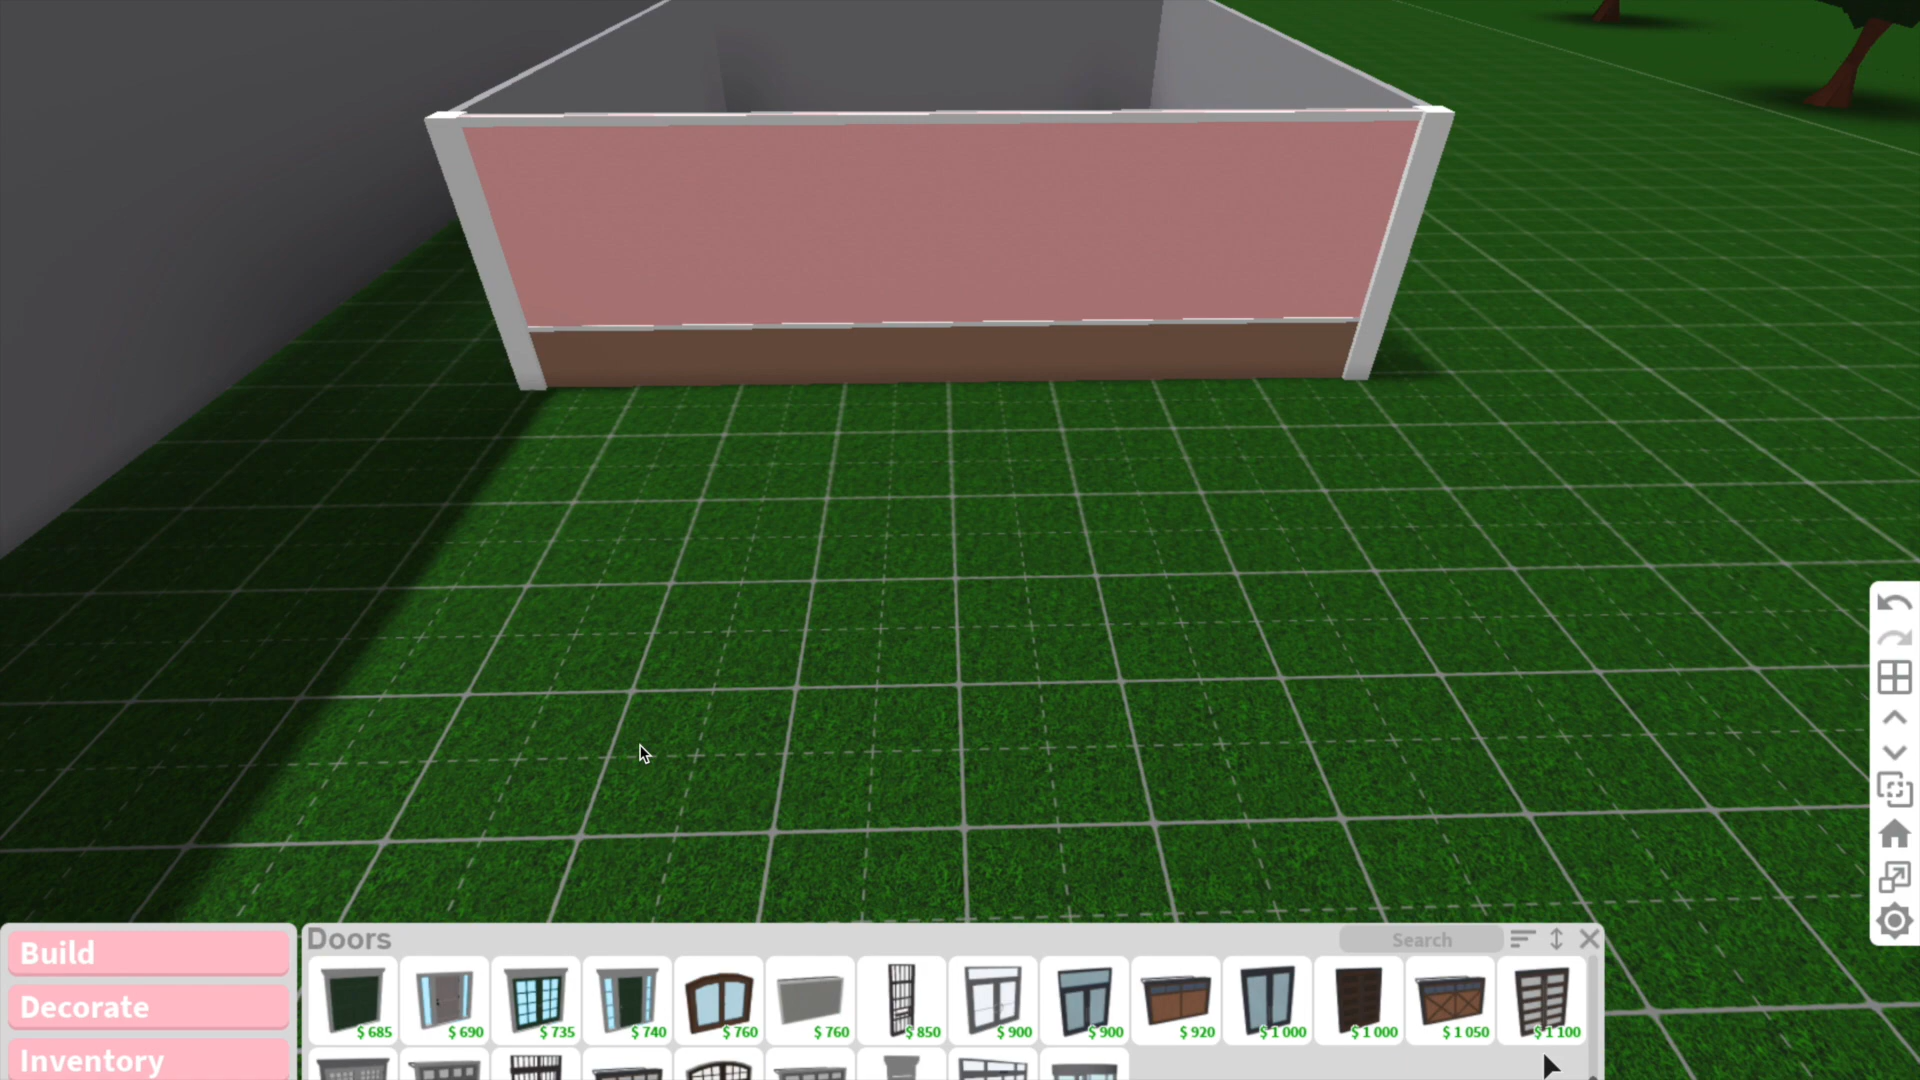 Build
Decorate
Inventory
Doors
Search
$ 685
$ 690
$ 735
$ 740
$ 760
$ 760
$ 850
$ 900
$ 900
$ 920
$ 1 000
$ 1 000
$ 1 050
$ 1 100